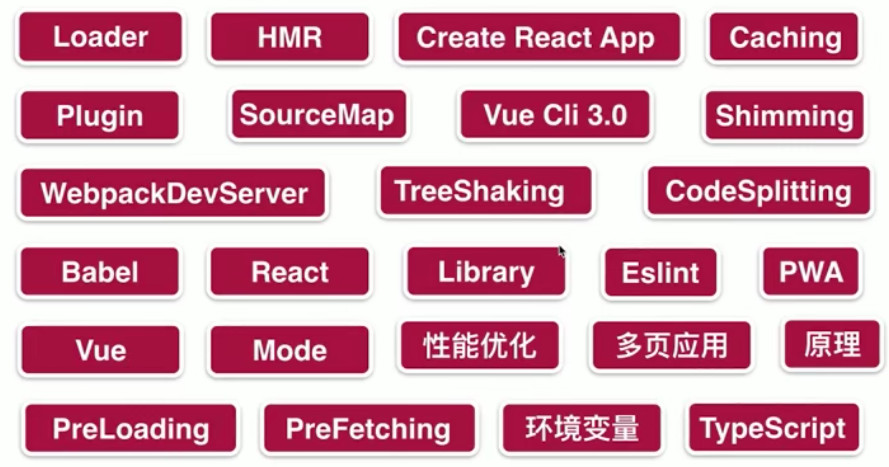 Loader HMR Create React App Caching
Plugin SourceMap Vue Cli 3.0 Shimming
WebpackDevServer TreeShaking CodeSplitting
Babel React Library Eslint PWA
Vue Mode 性能优化 多页应用 原理
PreLoading PreFetching 环境变量 TypeScript